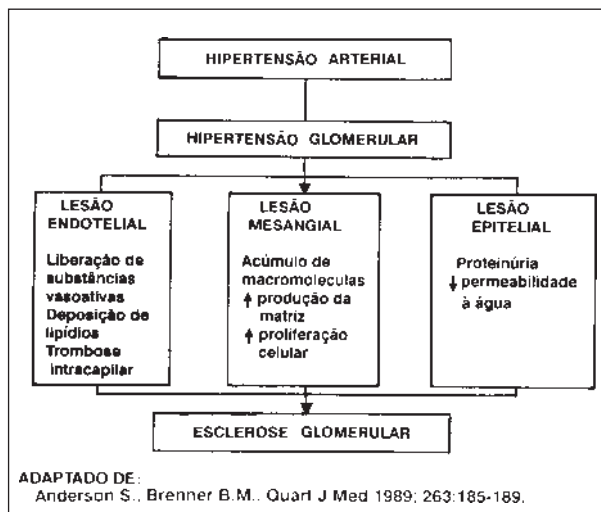 HIPERTENSÃO ARTERIAL
HIPERTENSÃO GLOMERULAR
LESÃO
ENDOTELIAL
Liberação de
substâncias
vasoativas
Deposição de
lipídios
Trombose
intracapilar
LESÃO
MESANGIAL
Acúmulo de
macromoleculas
↑ produção da
matriz
↑ proliferação
celular
LESÃO
EPITELIAL
Proteinúria
↓ permeabilidade
à água
ESCLEROSE GLOMERULAR
ADAPTADO DE:
Anderson S., Brenner B.M., Quart J Med 1989; 263:185-189.